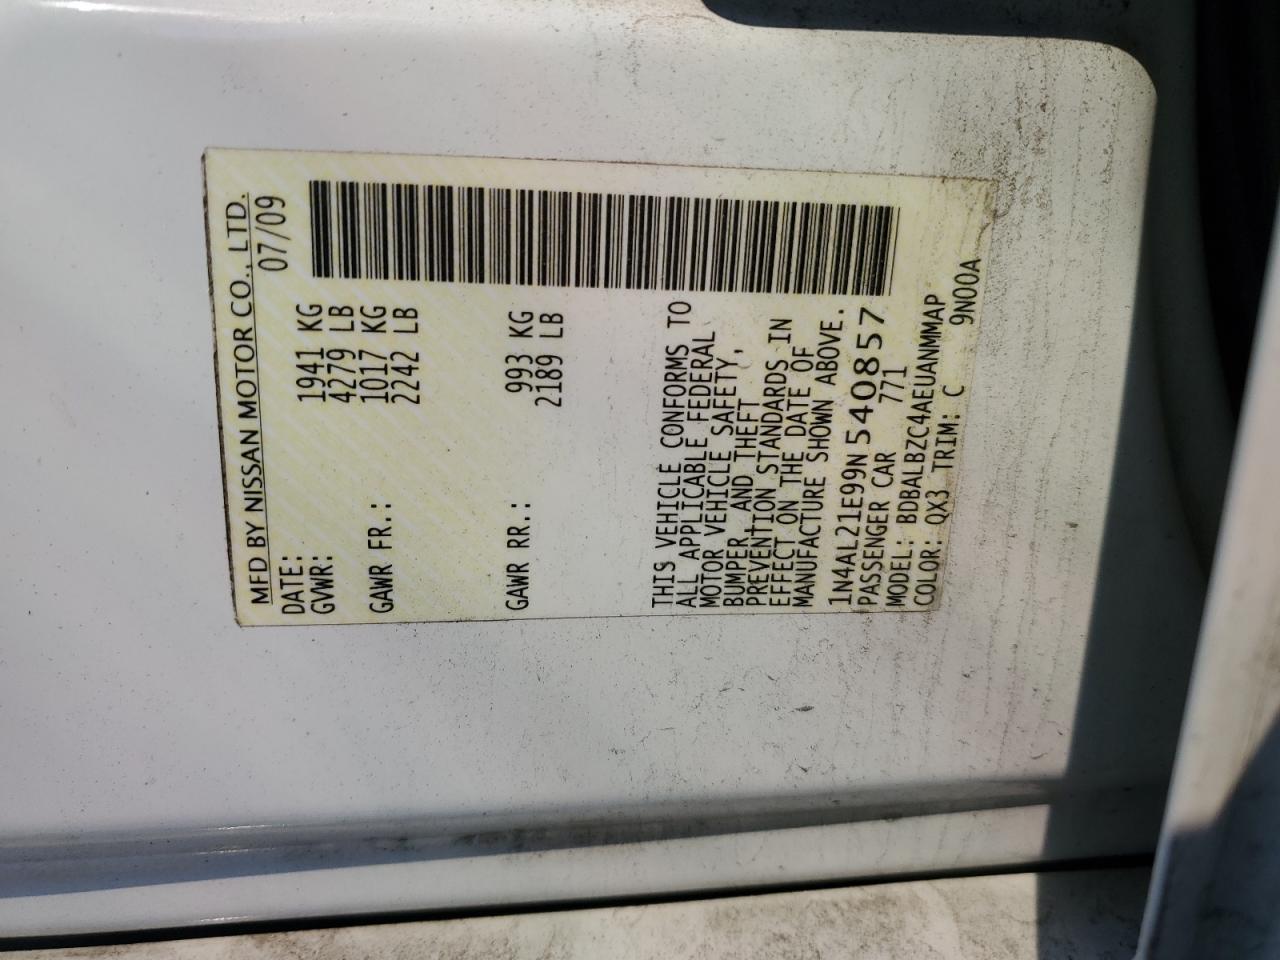 MFD BY NISSAN MOTOR CO., LTD.
DATE: 07/09
GVWR: 1941 KG
4279 LB
GAWR FR.: 1017 KG
2242 LB
GAWR RR.: 993 KG
2189 LB
THIS VEHICLE CONFORMS TO
ALL APPLICABLE FEDERAL
MOTOR VEHICLE SAFETY,
BUMPER, AND THEFT
PREVENTION STANDARDS IN
EFFECT ON THE DATE OF
MANUFACTURE SHOWN ABOVE.
1N4AL21E99N540857
PASSENGER CAR 771
MODEL: BDBALBZC4AEUANMMAP
COLOR: QX3 TRIM: C 9N00A